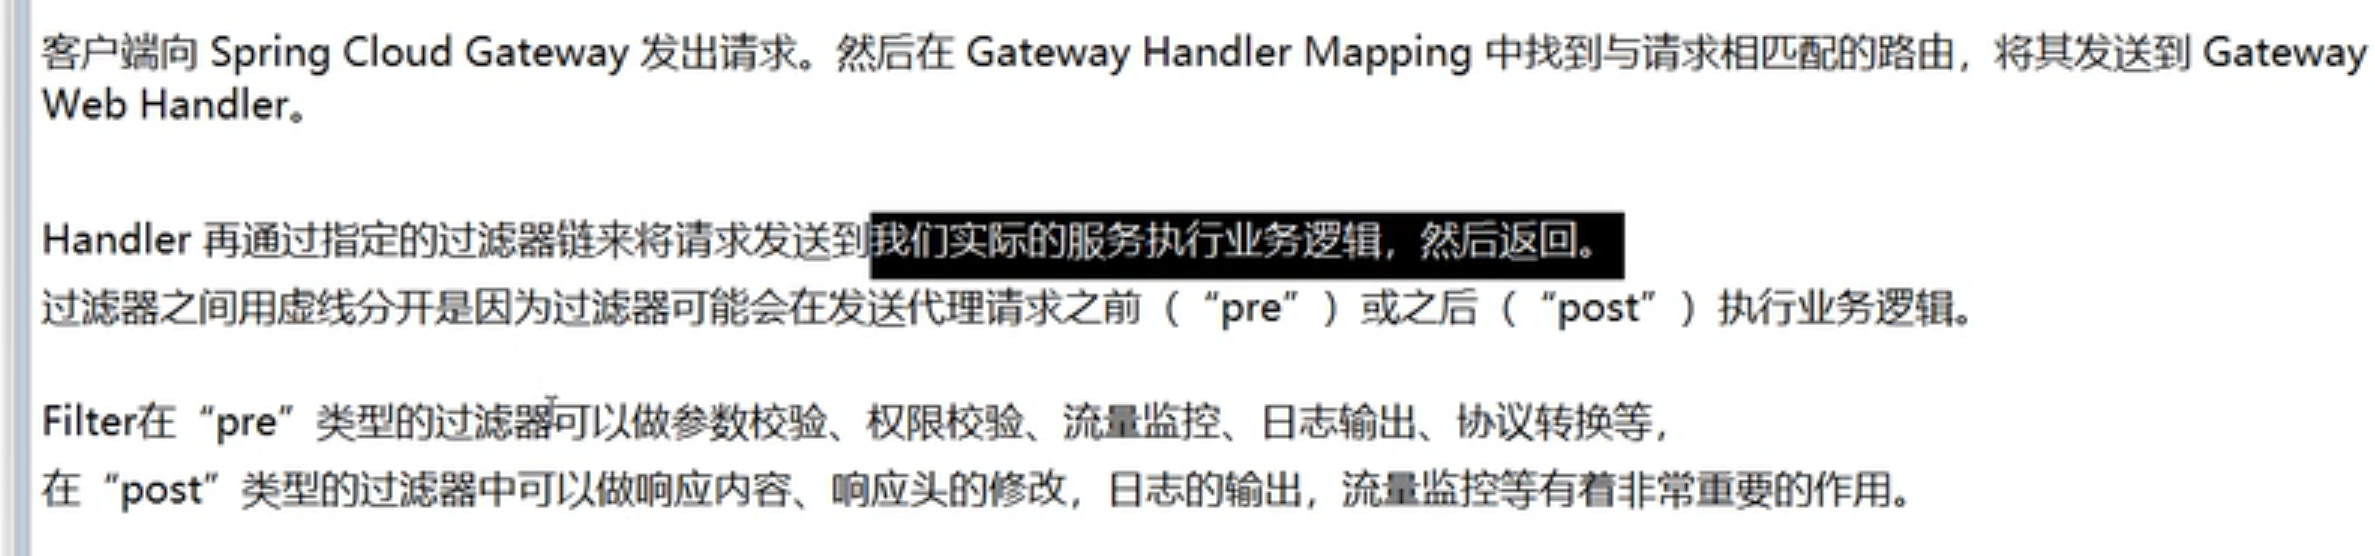 客户端向 Spring Cloud Gateway 发出请求。然后在 Gateway Handler Mapping 中找到与请求相匹配的路由，将其发送到 Gateway
Web Handler。
Handler 再通过指定的过滤器链来将请求发送到我们实际的服务执行业务逻辑，然后返回。
过滤器之间用虚线分开是因为过滤器可能会在发送代理请求之前（“pre”）或之后（“post”）执行业务逻辑。
Filter在“pre”类型的过滤器可以做参数校验、权限校验、流量监控、日志输出、协议转换等，
在“post”类型的过滤器中可以做响应内容、响应头的修改，日志的输出，流量监控等有着非常重要的作用。